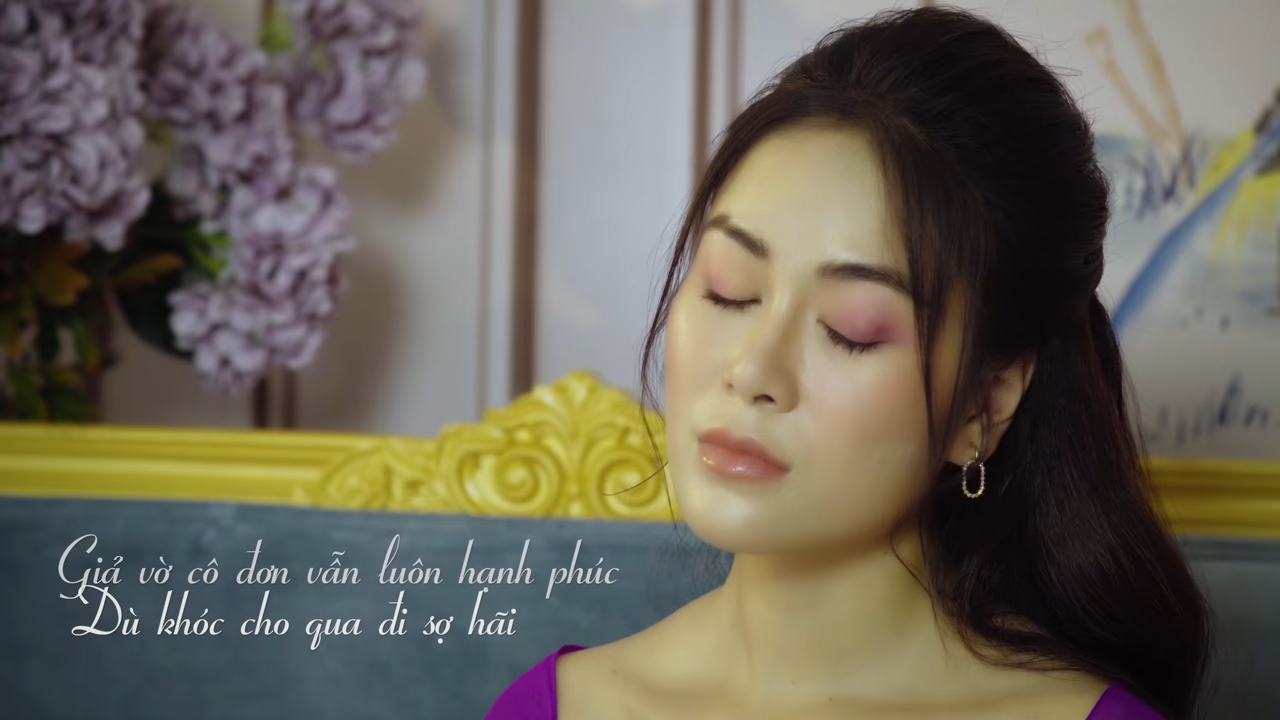 Giả vờ cô đơn vẫn luôn hạnh phúc
Dù khóc cho qua đi sợ hãi